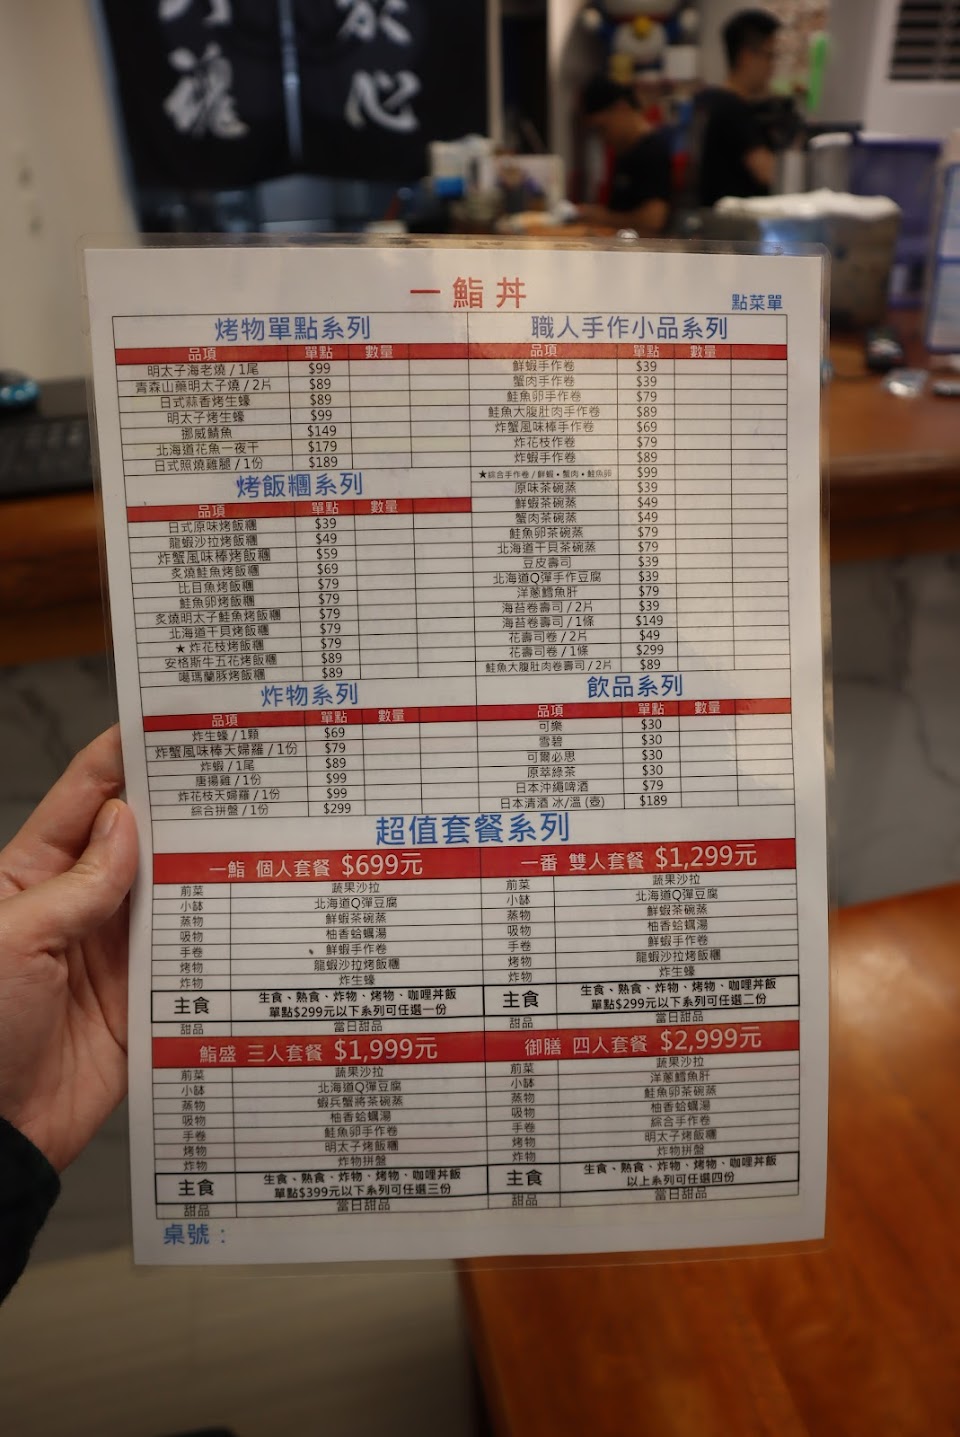 魂
於
心
一鮨丼
點菜單
烤物單點系列
品項 單點 數量
明太子海老燒 / 1尾 $99
青森山藥明太子燒 / 2片 $89
日式蒜香烤生蠔 $89
明太子烤生蠔 $99
挪威鯖魚 $149
北海道花魚一夜干 $179
日式照燒雞腿 / 1份 $189
烤飯糰系列
品項 單點 數量
日式原味烤飯糰 $39
龍蝦沙拉烤飯糰 $49
炸蟹風味棒烤飯糰 $59
炙燒鮭魚烤飯糰 $69
比目魚烤飯糰 $79
鮭魚卵烤飯糰 $79
炙燒明太子鮭魚烤飯糰 $79
北海道干貝烤飯糰 $79
★ 炸花枝烤飯糰 $79
安格斯牛五花烤飯糰 $89
噶瑪蘭豚烤飯糰 $89
炸物系列
品項 單點 數量
炸生蠔 / 1顆 $69
炸蟹風味棒天婦羅 / 1份 $79
炸蝦 / 1尾 $89
唐揚雞 / 1份 $99
炸花枝天婦羅 / 1份 $99
綜合拼盤 / 1份 $299
職人手作小品系列
品項 單點 數量
鮮蝦手作卷 $39
蟹肉手作卷 $39
鮭魚卵手作卷 $79
鮭魚大腹肚肉手作卷 $89
炸蟹風味棒手作卷 $69
炸花枝作卷 $79
炸蝦手作卷 $89
★綜合手作卷 / 鮮蝦・蟹肉・鮭魚卵 $99
原味茶碗蒸 $39
鮮蝦茶碗蒸 $49
蟹肉茶碗蒸 $49
鮭魚卵茶碗蒸 $79
北海道干貝茶碗蒸 $79
豆皮壽司 $39
北海道Q彈手作豆腐 $39
洋蔥鱈魚肝 $79
海苔卷壽司 / 2片 $39
海苔卷壽司 / 1條 $149
花壽司卷 / 2片 $49
花壽司卷 / 1條 $299
鮭魚大腹肚肉卷壽司 / 2片 $89
飲品系列
品項 單點 數量
可樂 $30
雪碧 $30
可爾必思 $30
原萃綠茶 $30
日本沖繩啤酒 $79
日本清酒 冰/溫 (壺) $189
超值套餐系列
一鮨 個人套餐 $699元
前菜 蔬果沙拉
小缽 北海道Q彈豆腐
蒸物 鮮蝦茶碗蒸
吸物 柚香蛤蠣湯
手卷 鮮蝦手作卷
烤物 龍蝦沙拉烤飯糰
炸物 炸生蠔
主食 生食、熟食、炸物、烤物、咖哩丼飯
單點$299元以下系列可任選一份
甜品 當日甜品
一番 雙人套餐 $1,299元
前菜 蔬果沙拉
小缽 北海道Q彈豆腐
蒸物 鮮蝦茶碗蒸
吸物 柚香蛤蠣湯
手卷 鮮蝦手作卷
烤物 龍蝦沙拉烤飯糰
炸物 炸生蠔
主食 生食、熟食、炸物、烤物、咖哩丼飯
單點$299元以下系列可任選二份
甜品 當日甜品
鮨盛 三人套餐 $1,999元
前菜 蔬果沙拉
小缽 北海道Q彈豆腐
蒸物 蝦兵蟹將茶碗蒸
吸物 柚香蛤蠣湯
手卷 鮭魚卵手作卷
烤物 明太子烤飯糰
炸物 炸物拼盤
主食 生食、熟食、炸物、烤物、咖哩丼飯
單點$399元以下系列可任選三份
甜品 當日甜品
御膳 四人套餐 $2,999元
前菜 蔬果沙拉
小缽 洋蔥鱈魚肝
蒸物 鮭魚卵茶碗蒸
吸物 柚香蛤蠣湯
手卷 綜合手作卷
烤物 明太子烤飯糰
炸物 炸物拼盤
主食 生食、熟食、炸物、烤物、咖哩丼飯
以上系列可任選四份
甜品 當日甜品
桌號：